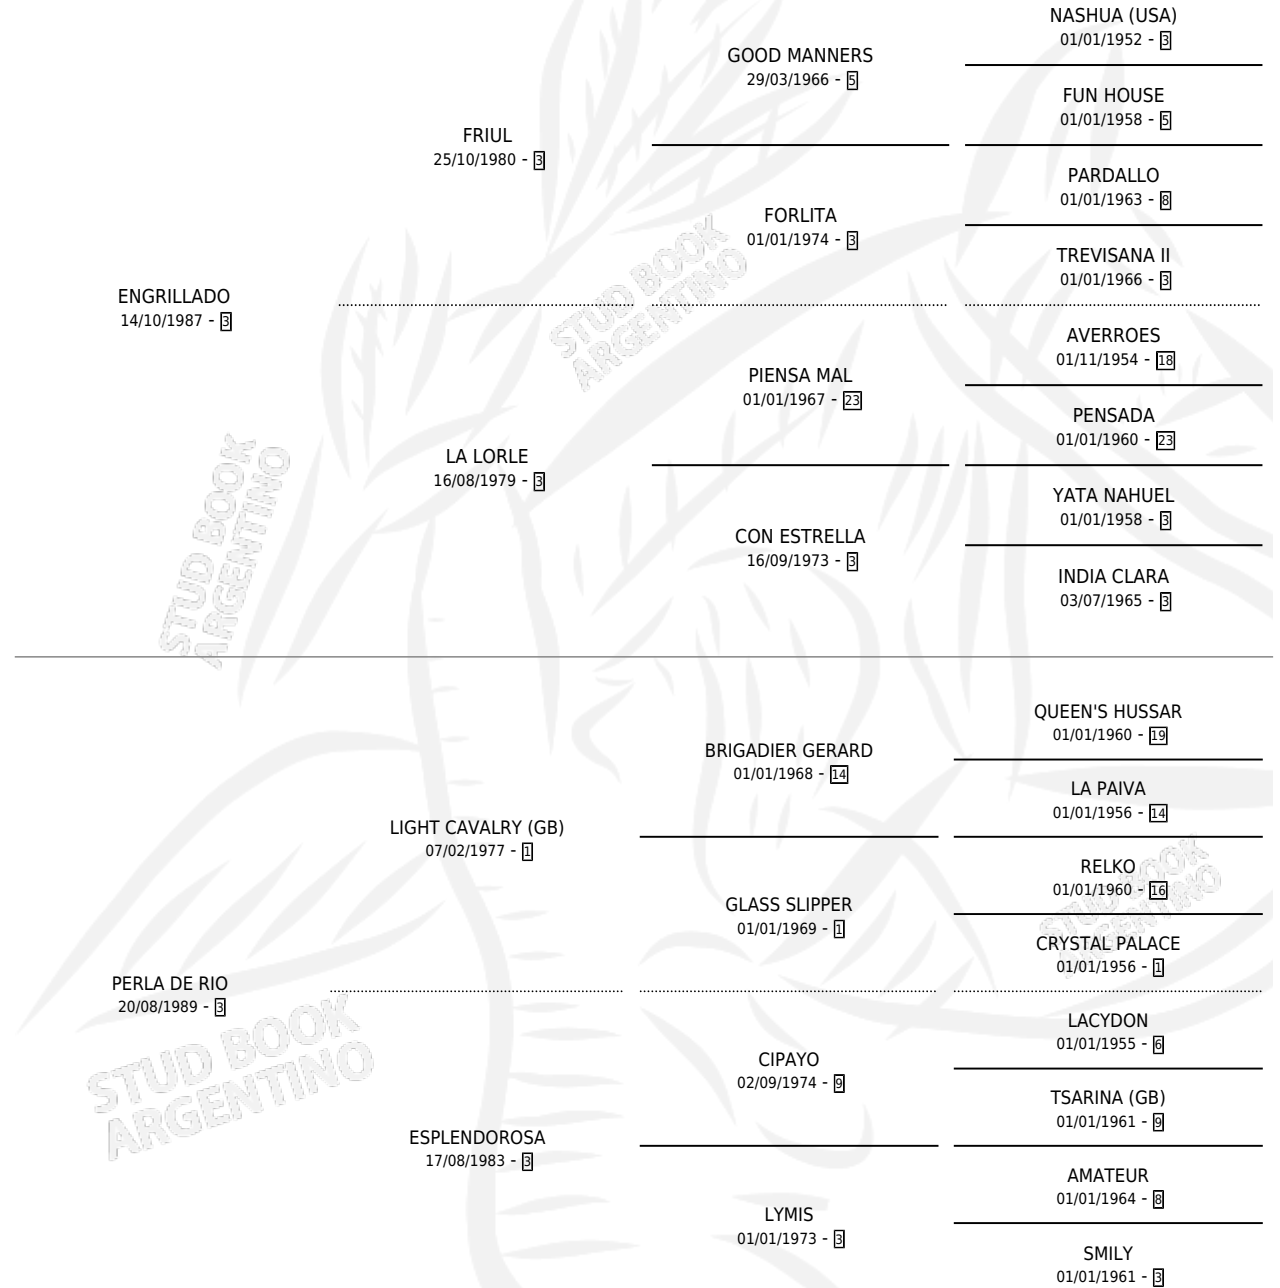 NASHUA (USA)
01/01/1952 - 3
GOOD MANNERS
29/03/1966 - 5
FUN HOUSE
01/01/1958 - 5
FRIUL
25/10/1980 - 3
PARDALLO
01/01/1963 - 8
FORLITA
01/01/1974 - 3
TREVISANA II
01/01/1966 - 3
ENGRILLADO
14/10/1987 - 3
AVERROES
01/11/1954 - 18
PIENSA MAL
01/01/1967 - 23
PENSADA
01/01/1960 - 23
LA LORLE
16/08/1979 - 3
YATA NAHUEL
01/01/1958 - 3
CON ESTRELLA
16/09/1973 - 3
INDIA CLARA
03/07/1965 - 3
QUEEN'S HUSSAR
01/01/1960 - 19
BRIGADIER GERARD
01/01/1968 - 14
LA PAIVA
01/01/1956 - 14
LIGHT CAVALRY (GB)
07/02/1977 - 1
RELKO
01/01/1960 - 16
GLASS SLIPPER
01/01/1969 - 1
CRYSTAL PALACE
01/01/1956 - 1
PERLA DE RIO
20/08/1989 - 3
LACYDON
01/01/1955 - 6
CIPAYO
02/09/1974 - 9
TSARINA (GB)
01/01/1961 - 9
ESPLENDOROSA
17/08/1983 - 3
AMATEUR
01/01/1964 - 8
LYMIS
01/01/1973 - 3
SMILY
01/01/1961 - 3
STUD BOOK
ARGENTINO
STUD BOOK
ARGENTINO
STUD BOOK
ARGENTINO
STUD BOOK
ARGENTINO